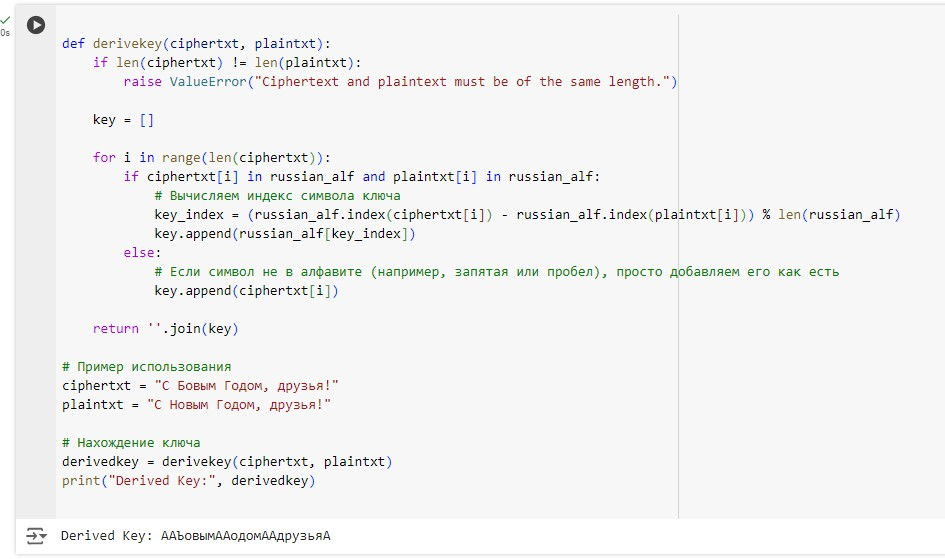 0s
def derivekey(ciphertxt, plaintxt):
    if len(ciphertxt) != len(plaintxt):
        raise ValueError("Ciphertext and plaintext must be of the same length.")

    key = []

    for i in range(len(ciphertxt)):
        if ciphertxt[i] in russian_alf and plaintxt[i] in russian_alf:
            # Вычисляем индекс символа ключа
            key_index = (russian_alf.index(ciphertxt[i]) - russian_alf.index(plaintxt[i])) % len(russian_alf)
            key.append(russian_alf[key_index])
        else:
            # Если символ не в алфавите (например, запятая или пробел), просто добавляем его как есть
            key.append(ciphertxt[i])

    return ''.join(key)

# Пример использования
ciphertxt = "С Бовым Годом, друзья!"
plaintxt = "С Новым Годом, друзья!"

# Нахождение ключа
derivedkey = derivekey(ciphertxt, plaintxt)
print("Derived Key:", derivedkey)

Derived Key: ААЪовымААодомААдрузьяА